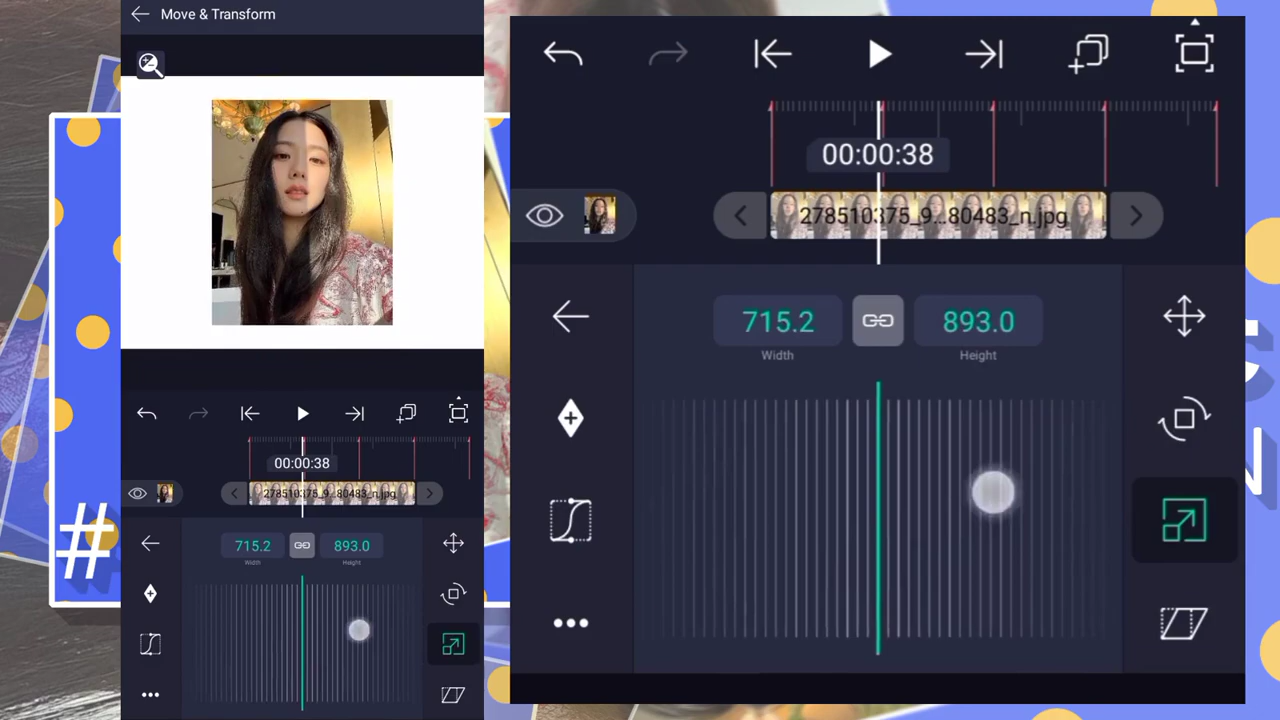 Move & Transform
00:00:38
278510375_9...80483_n.jpg
715.2
893.0
Width
Height
#
00:00:38
278510375_9...80483_n.jpg
715.2
893.0
Width
Height